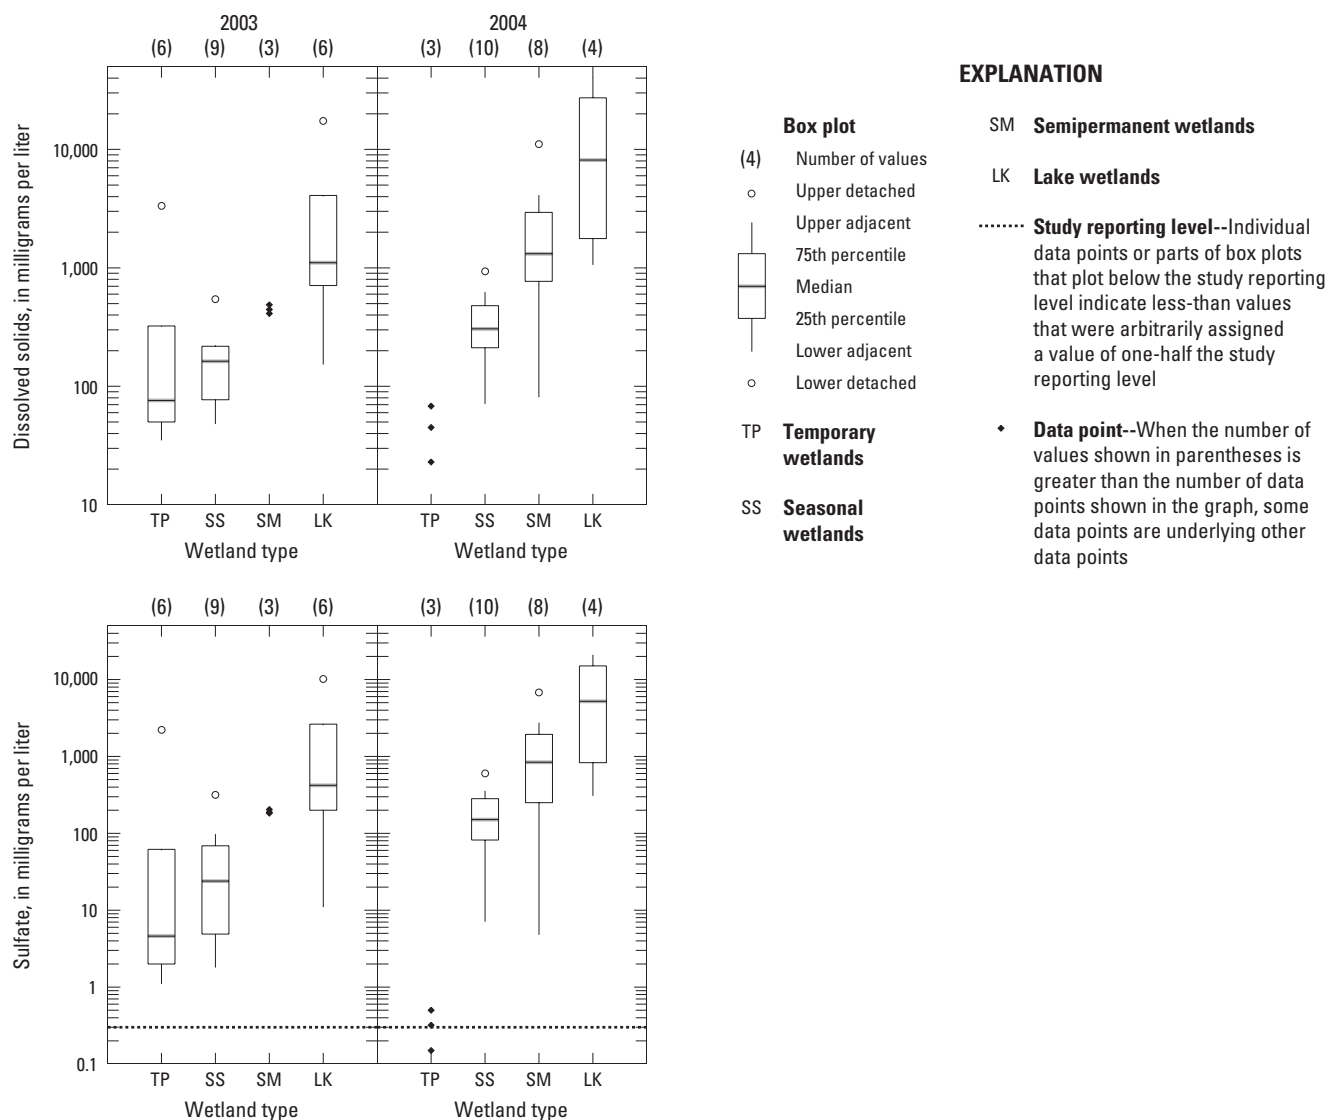 2003
2004
(6) (9) (3) (6) (3) (10) (8) (4)
Dissolved solids, in milligrams per liter
10,000
1,000
100
10
TP SS SM LK TP SS SM LK
Wetland type
Wetland type
(6) (9) (3) (6) (3) (10) (8) (4)
Sulfate, in milligrams per liter
10,000
1,000
100
10
1
0.1
TP SS SM LK TP SS SM LK
Wetland type
Wetland type
EXPLANATION
Box plot
(4) Number of values
Upper detached
Upper adjacent
75th percentile
Median
25th percentile
Lower adjacent
Lower detached
TP Temporary
wetlands
SS Seasonal
wetlands
SM Semipermanent wetlands
LK Lake wetlands
Study reporting level--Individual
data points or parts of box plots
that plot below the study reporting
level indicate less-than values
that were arbitrarily assigned
a value of one-half the study
reporting level
Data point--When the number of
values shown in parentheses is
greater than the number of data
points shown in the graph, some
data points are underlying other
data points